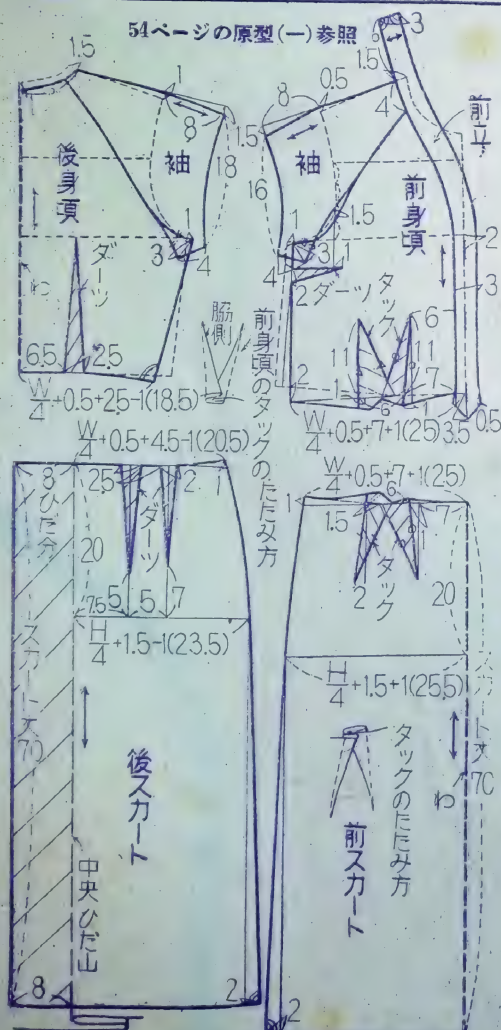 54ページの原型(一)参照
1.5
1
8
18
袖
後身頃
ダーツ
わ
1
3
4
6.5
2.5
W/4+0.5+2.5-1(18.5)
6
3
1.5
0.5
8
4
1.5
16
袖
前立
前身頃
1
1.5
3
1
4
2
ダーツ
タック
2
3
6
11
11
2
1
6
1
7
0.5
3.5
W/4+0.5+7+1(25)
脇側
前身頃のタックのたたみ方
W/4+0.5+4.5-1(20.5)
8
ひだ分
2.5
2
1
ダーツ
20
7.5
5
5
7
H/4+1.5-1(23.5)
スカート丈70
後スカート
中央ひだ山
8
2
W/4+0.5+7+1(25)
1
6
1.5
8
7
タック
2
20
H/4+1.5+1(25.5)
スカート丈70
わ
タックのたたみ方
前スカート
2